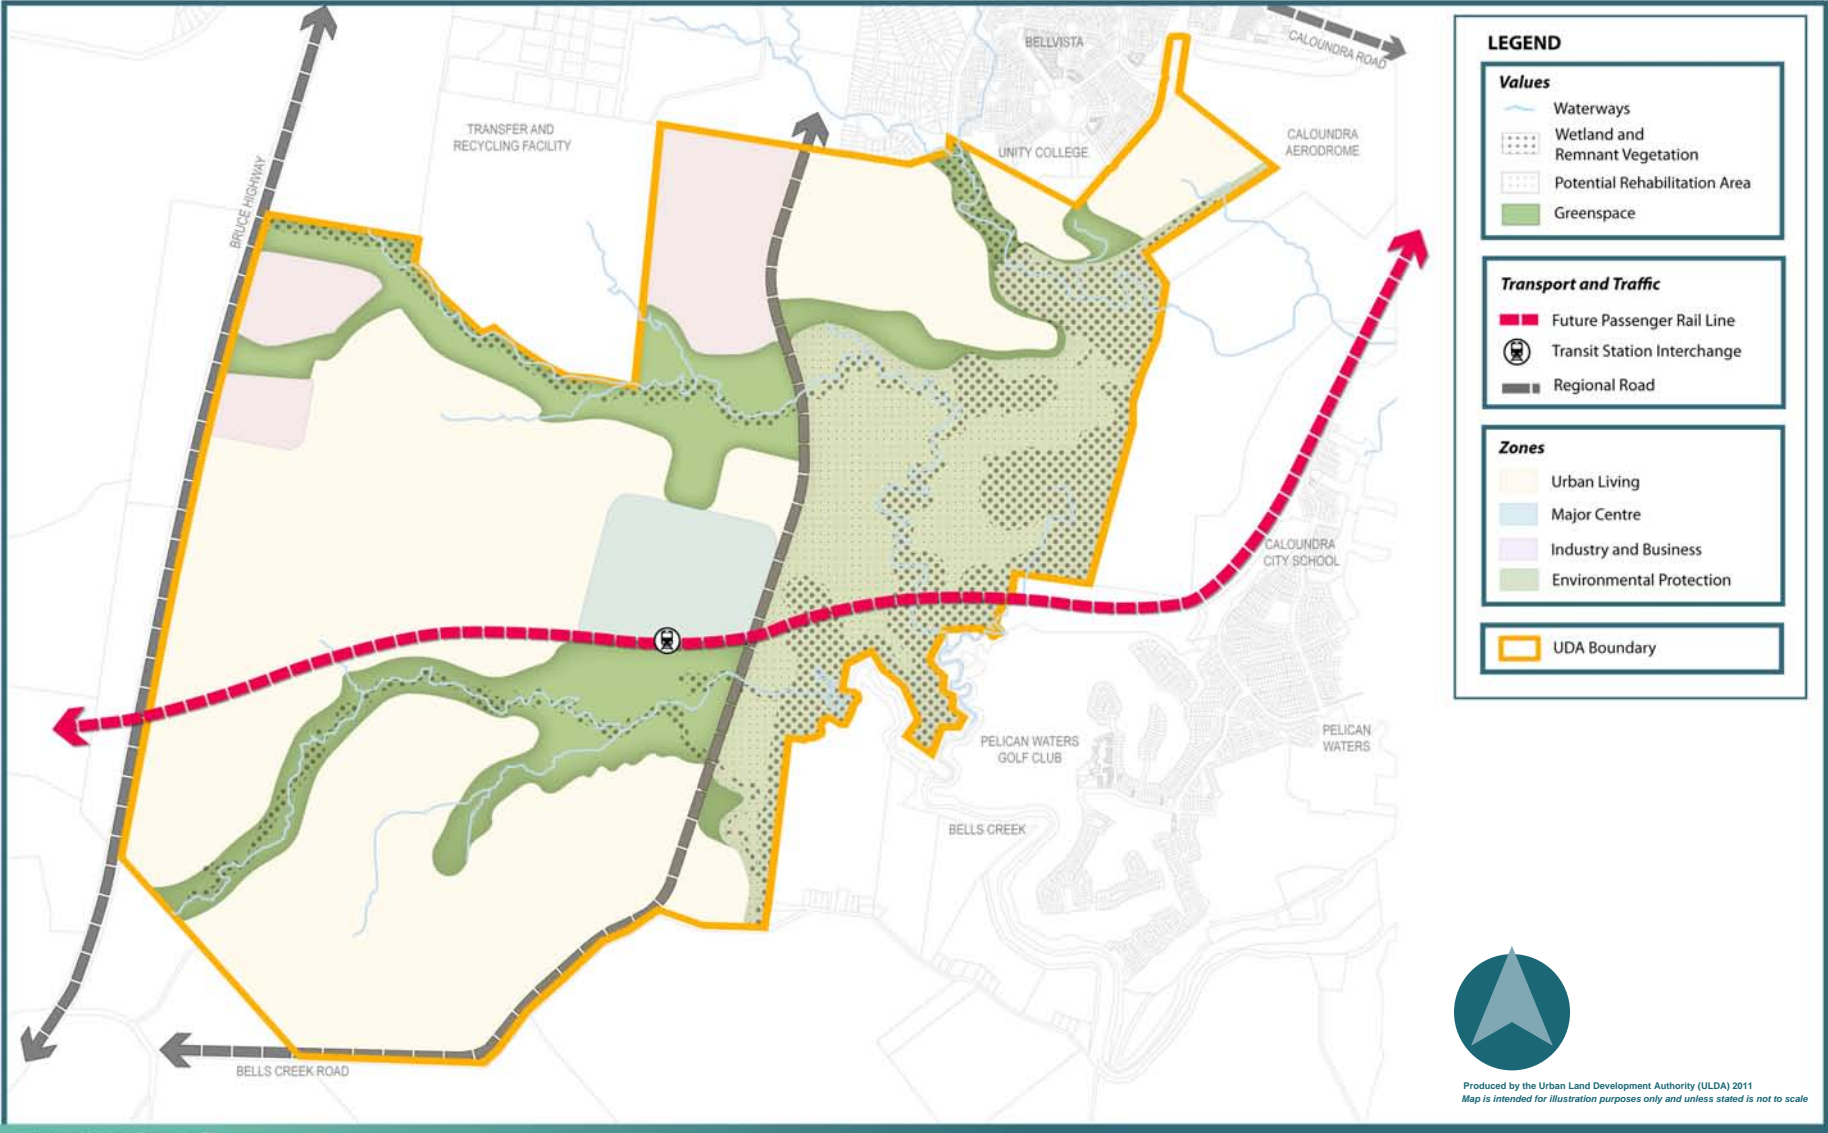 BELLVISTA
CALOUNDRA ROAD
TRANSFER AND
RECYCLING FACILITY
UNITY COLLEGE
CALOUNDRA
AERODROME
BRUCE HIGHWAY
CALOUNDRA
CITY SCHOOL
PELICAN WATERS
GOLF CLUB
PELICAN
WATERS
BELLS CREEK
BELLS CREEK ROAD
LEGEND
Values
Waterways
Wetland and
Remnant Vegetation
Potential Rehabilitation Area
Greenspace
Transport and Traffic
Future Passenger Rail Line
Transit Station Interchange
Regional Road
Zones
Urban Living
Major Centre
Industry and Business
Environmental Protection
UDA Boundary
Produced by the Urban Land Development Authority (ULDA) 2011
Map is intended for illustration purposes only and unless stated is not to scale